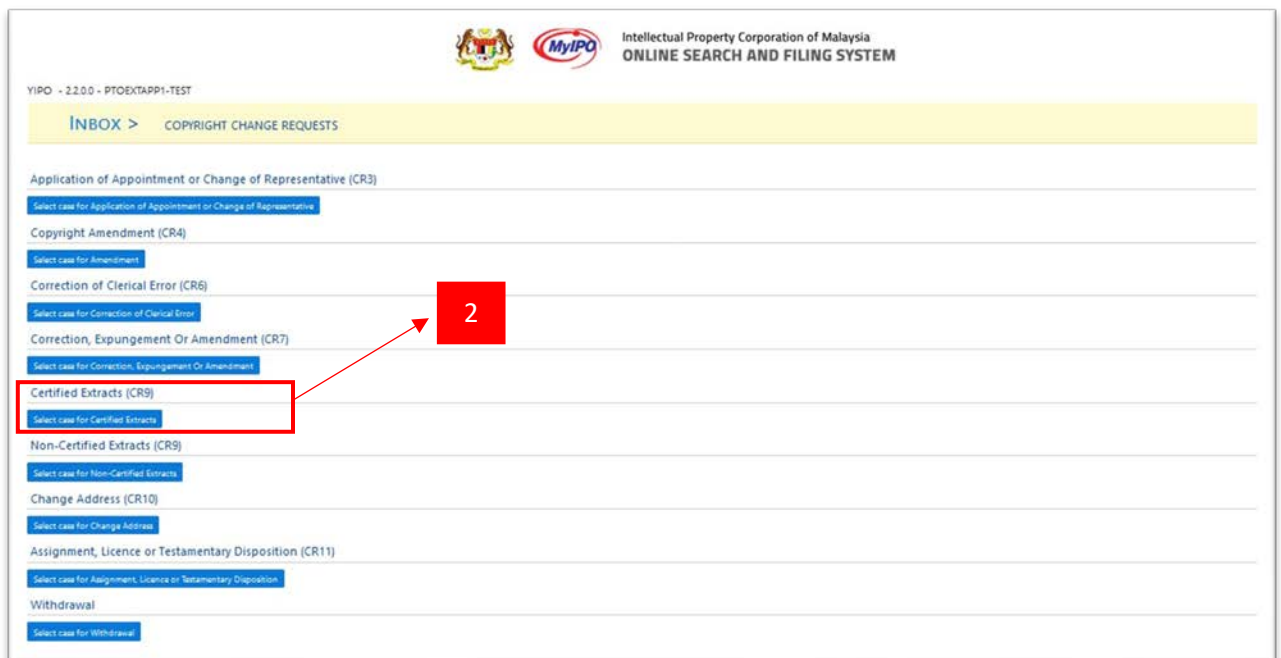 MyIPO
Intellectual Property Corporation of Malaysia
ONLINE SEARCH AND FILING SYSTEM
YIPO - 2.2.0.0 - PTOEXTAPP1-TEST
INBOX > COPYRIGHT CHANGE REQUESTS
Application of Appointment or Change of Representative (CR3)
Select case for Application of Appointment or Change of Representative
Copyright Amendment (CR4)
Select case for Amendment
Correction of Clerical Error (CR6)
Select case for Correction of Clerical Error
2
Correction, Expungement Or Amendment (CR7)
Select case for Correction, Expungement Or Amendment
Certified Extracts (CR9)
Select case for Certified Extracts
Non-Certified Extracts (CR9)
Select case for Non-Certified Extracts
Change Address (CR10)
Select case for Change Address
Assignment, Licence or Testamentary Disposition (CR11)
Select case for Assignment, Licence or Testamentary Disposition
Withdrawal
Select case for Withdrawal